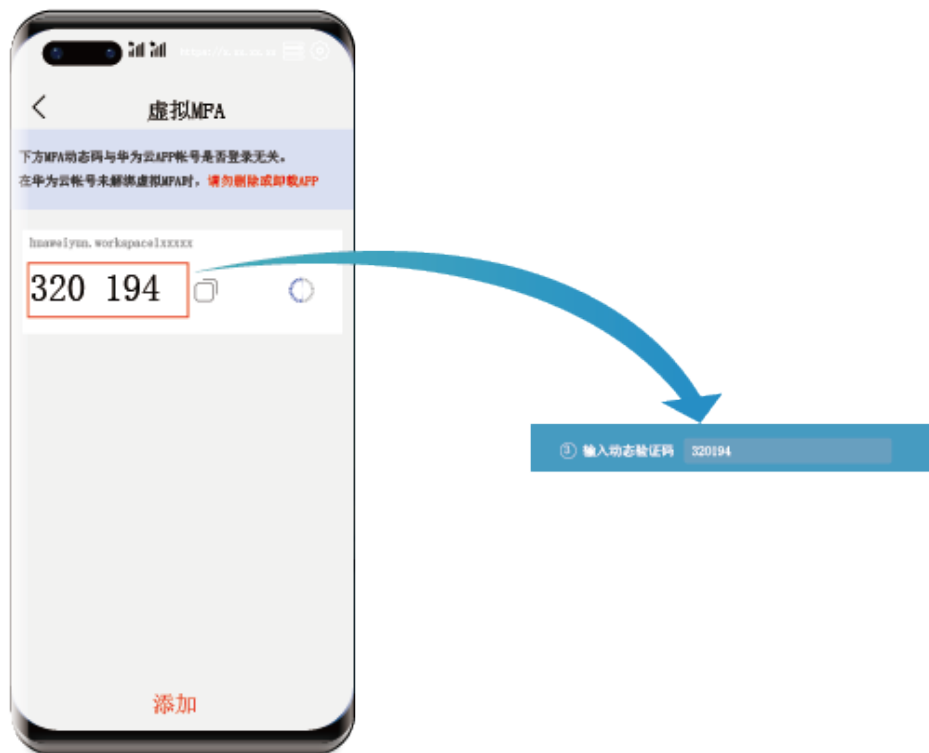 虚拟MFA
下方MFA动态码与华为云APP帐号是否登录无关。
在华为云帐号未解绑虚拟MFA时，请勿删除或卸载APP
huaweiyun.workspace1xxxxx
320 194
③ 输入动态验证码 320194
添加